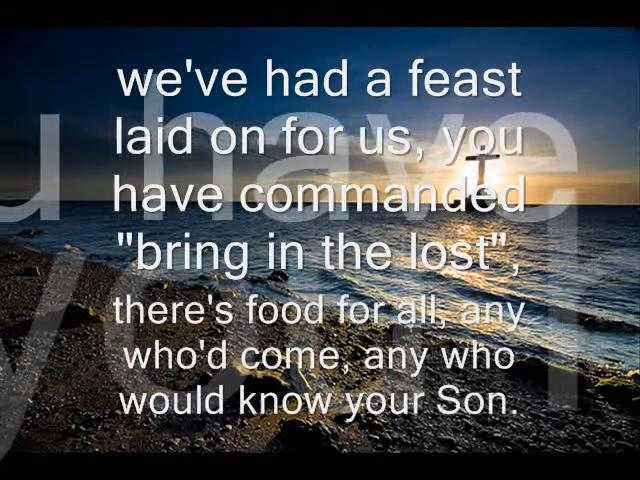 we've had a feast
laid on for us, you
have commanded
"bring in the lost",
there's food for all, any
who'd come, any who
would know your Son.
u have